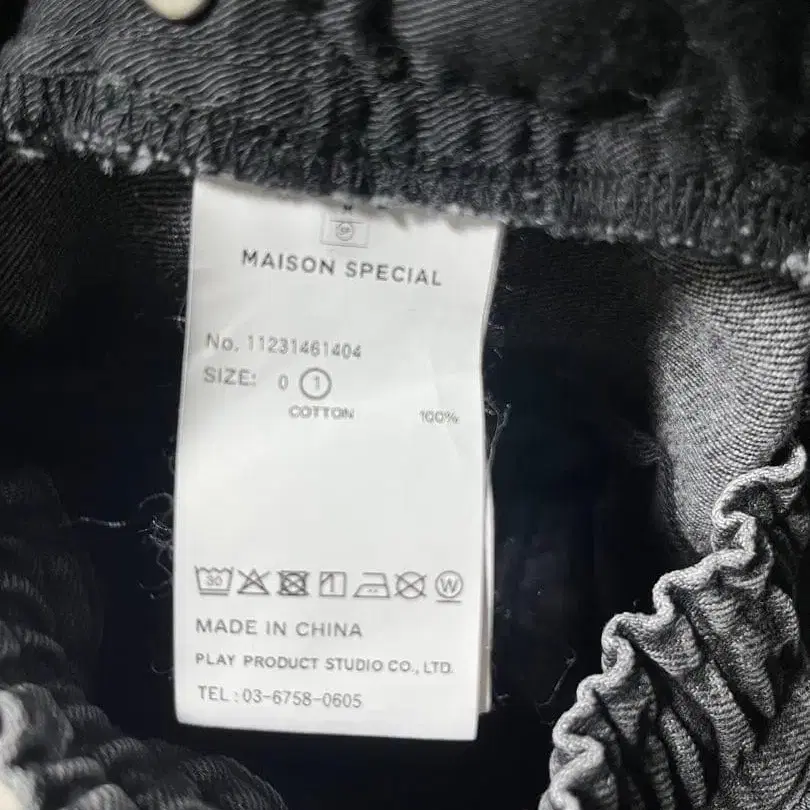 MAISON SPECIAL
No. 11231461404
SIZE: 0 1
COTTON 100%
30 W
MADE IN CHINA
PLAY PRODUCT STUDIO CO., LTD.
TEL : 03-6758-0605